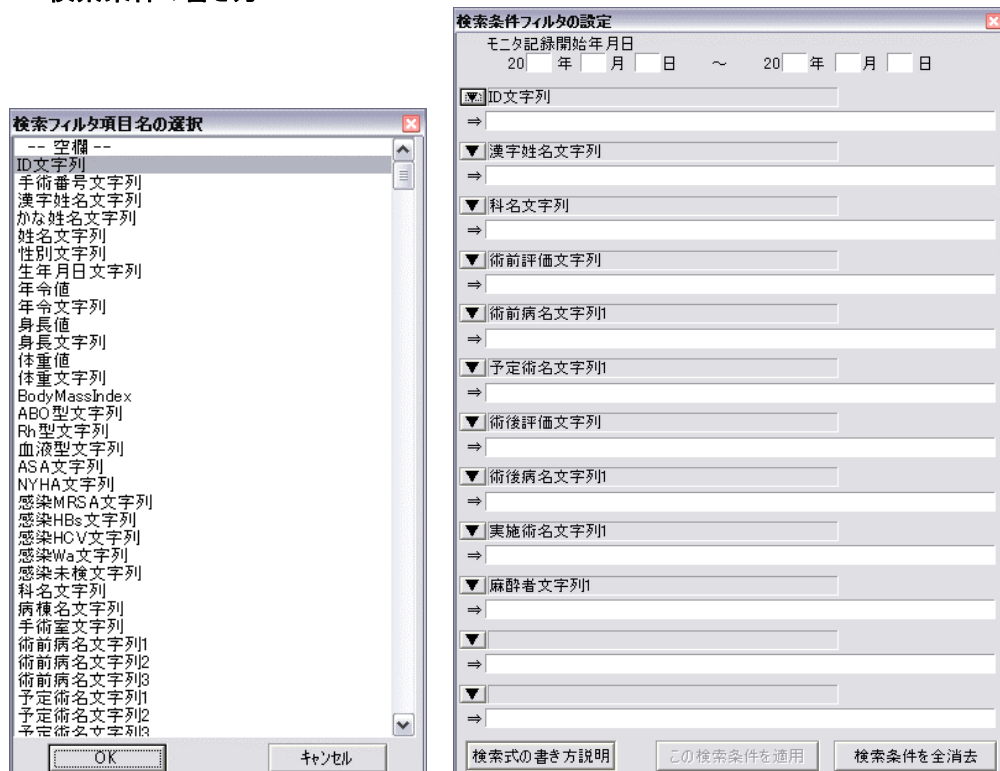 検索フィルタ項目名の選択
-- 空欄 --
ID文字列
手術番号文字列
漢字姓名文字列
かな姓名文字列
姓名文字列
性別文字列
生年月日文字列
年令値
年令文字列
身長値
身長文字列
体重値
体重文字列
BodyMassIndex
ABO型文字列
Rh型文字列
血液型文字列
ASA文字列
NYHA文字列
感染MRSA文字列
感染HBs文字列
感染HCV文字列
感染Wa文字列
感染未検文字列
科名文字列
病棟名文字列
手術室文字列
術前病名文字列1
術前病名文字列2
術前病名文字列3
予定術名文字列1
予定術名文字列2
予定術名文字列3
OK キャンセル
検索条件フィルタの設定
モニタ記録開始年月日
20 年 月 日 ～ 20 年 月 日
▼ ID文字列
⇒
▼ 漢字姓名文字列
⇒
▼ 科名文字列
⇒
▼ 術前評価文字列
⇒
▼ 術前病名文字列1
⇒
▼ 予定術名文字列1
⇒
▼ 術後評価文字列
⇒
▼ 術後病名文字列1
⇒
▼ 実施術名文字列1
⇒
▼ 麻酔者文字列1
⇒
▼
⇒
▼
⇒
検索式の書き方説明 この検索条件を適用 検索条件を全消去